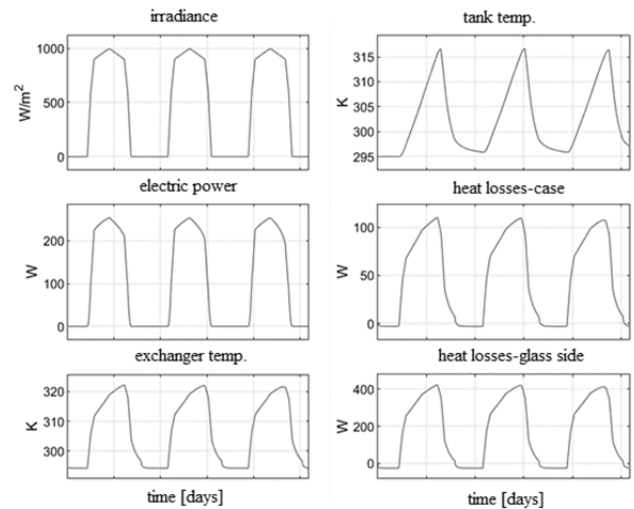 irradiance
W/m²
1000
500
0
tank temp.
K
315
310
305
300
295
electric power
W
200
100
0
heat losses-case
W
100
50
0
exchanger temp.
K
320
310
300
time [days]
heat losses-glass side
W
400
200
0
time [days]